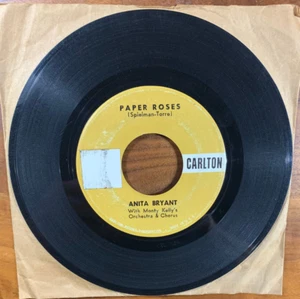 PAPER ROSES
(Spielman-Torre)
CARLTON
ANITA BRYANT
With Monty Kelly's
Orchestra & Chorus